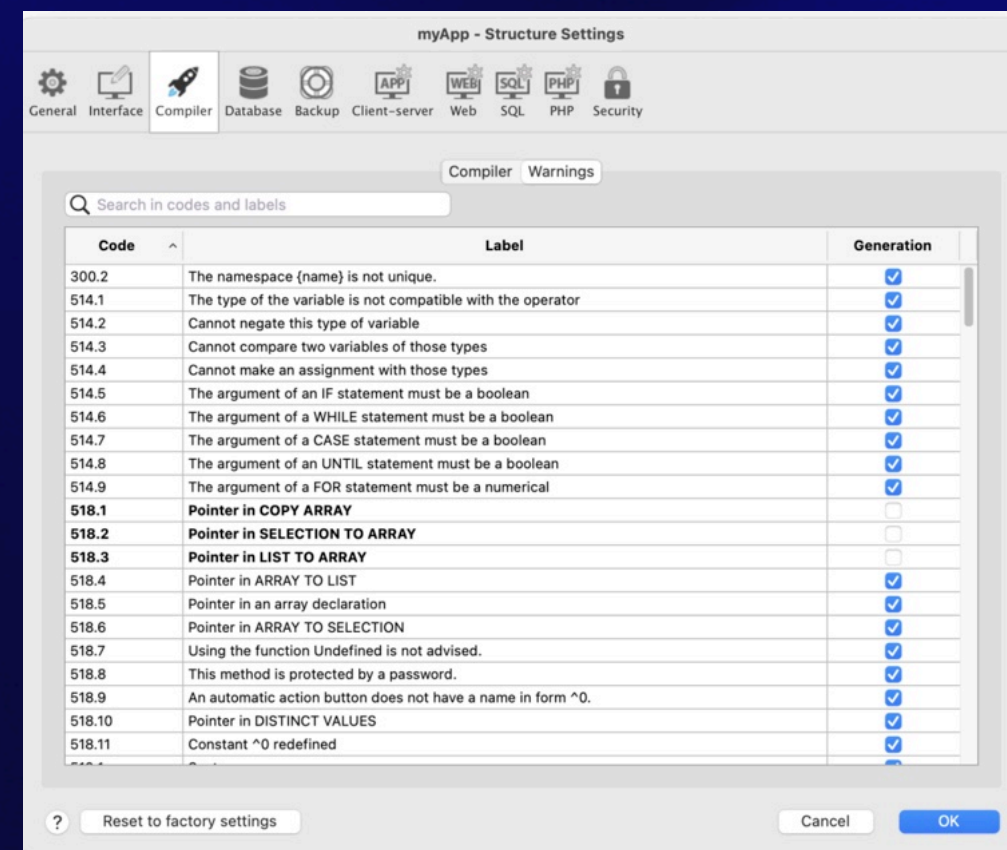 myApp - Structure Settings
APP WEB SQL PHP
General Interface Compiler Database Backup Client-server Web SQL PHP Security
Compiler Warnings
Search in codes and labels
Code Label Generation
300.2 The namespace {name} is not unique.
514.1 The type of the variable is not compatible with the operator
514.2 Cannot negate this type of variable
514.3 Cannot compare two variables of those types
514.4 Cannot make an assignment with those types
514.5 The argument of an IF statement must be a boolean
514.6 The argument of a WHILE statement must be a boolean
514.7 The argument of a CASE statement must be a boolean
514.8 The argument of an UNTIL statement must be a boolean
514.9 The argument of a FOR statement must be a numerical
518.1 Pointer in COPY ARRAY
518.2 Pointer in SELECTION TO ARRAY
518.3 Pointer in LIST TO ARRAY
518.4 Pointer in ARRAY TO LIST
518.5 Pointer in an array declaration
518.6 Pointer in ARRAY TO SELECTION
518.7 Using the function Undefined is not advised.
518.8 This method is protected by a password.
518.9 An automatic action button does not have a name in form ^0.
518.10 Pointer in DISTINCT VALUES
518.11 Constant ^0 redefined
? Reset to factory settings Cancel OK